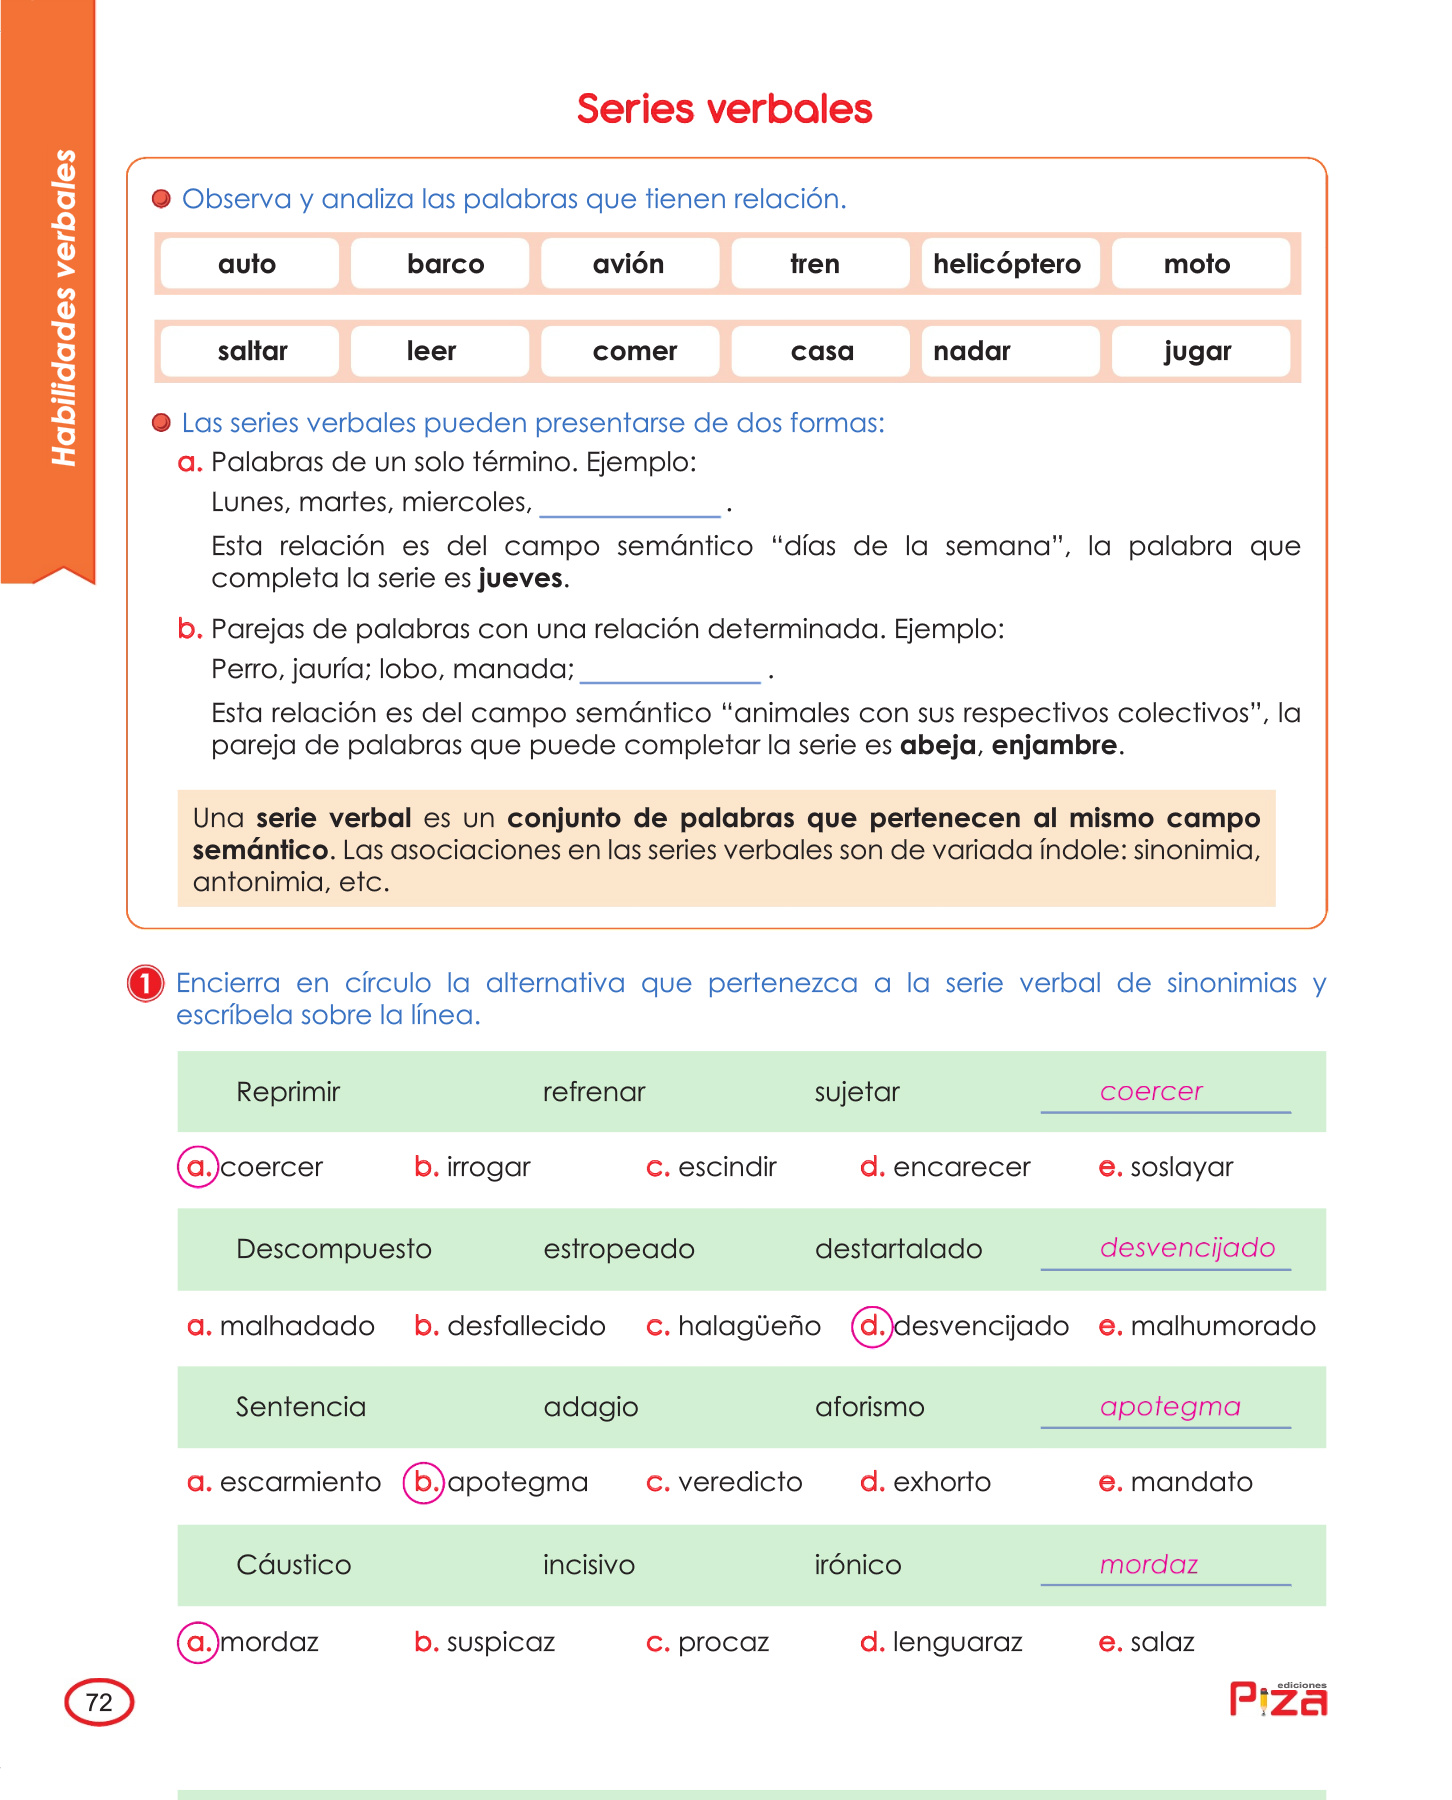 Habilidades verbales
Series verbales
Observa y analiza las palabras que tienen relación.
auto barco avión tren helicóptero moto
saltar leer comer casa nadar jugar
Las series verbales pueden presentarse de dos formas:
a. Palabras de un solo término. Ejemplo:
Lunes, martes, miercoles, ____________ .
Esta relación es del campo semántico “días de la semana”, la palabra que
completa la serie es jueves.
b. Parejas de palabras con una relación determinada. Ejemplo:
Perro, jauría; lobo, manada; ____________ .
Esta relación es del campo semántico “animales con sus respectivos colectivos”, la
pareja de palabras que puede completar la serie es abeja, enjambre.
Una serie verbal es un conjunto de palabras que pertenecen al mismo campo
semántico. Las asociaciones en las series verbales son de variada índole: sinonimia,
antonimia, etc.
1 Encierra en círculo la alternativa que pertenezca a la serie verbal de sinonimias y
escríbela sobre la línea.
Reprimir refrenar sujetar coercer
a. coercer b. irrogar c. escindir d. encarecer e. soslayar
Descompuesto estropeado destartalado desvencijado
a. malhadado b. desfallecido c. halagüeño d. desvencijado e. malhumorado
Sentencia adagio aforismo apotegma
a. escarmiento b. apotegma c. veredicto d. exhorto e. mandato
Cáustico incisivo irónico mordaz
a. mordaz b. suspicaz c. procaz d. lenguaraz e. salaz
72
ediciones
Piza